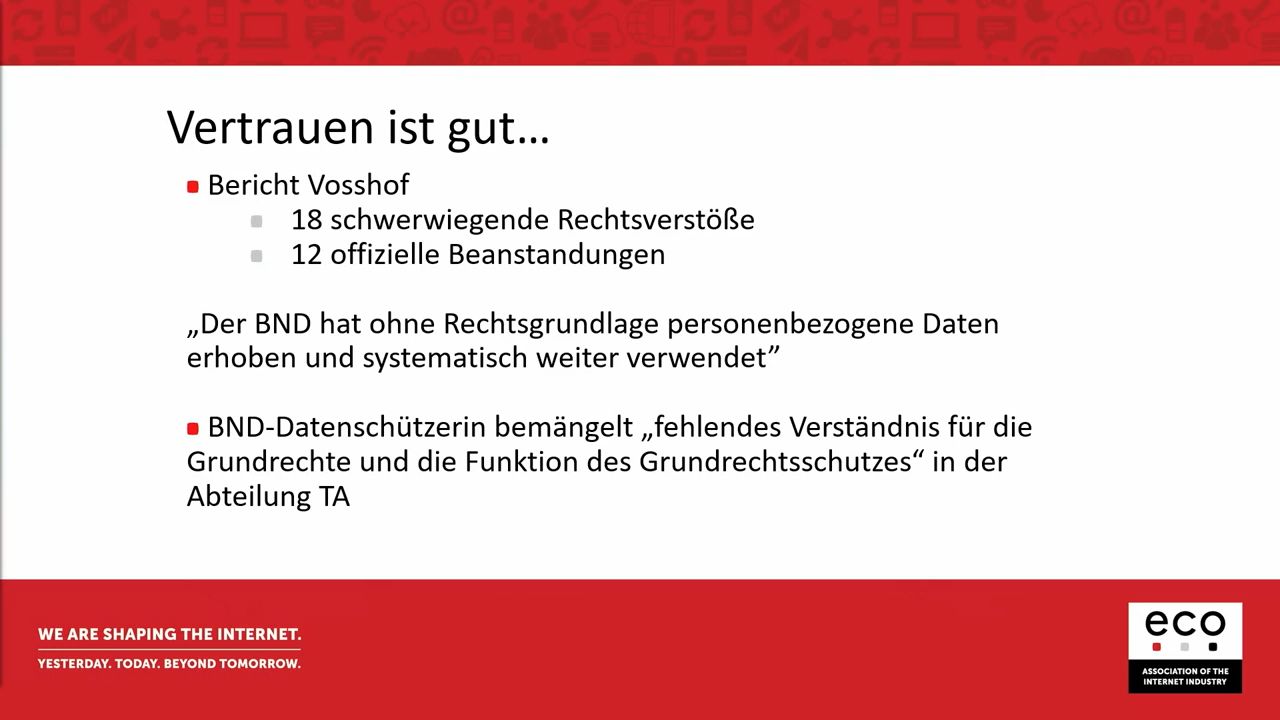 Vertrauen ist gut…
Bericht Vosshof
18 schwerwiegende Rechtsverstöße
12 offizielle Beanstandungen
„Der BND hat ohne Rechtsgrundlage personenbezogene Daten
erhoben und systematisch weiter verwendet”
BND-Datenschützerin bemängelt „fehlendes Verständnis für die
Grundrechte und die Funktion des Grundrechtsschutzes“ in der
Abteilung TA
WE ARE SHAPING THE INTERNET.
YESTERDAY. TODAY. BEYOND TOMORROW.
eco
ASSOCIATION OF THE
INTERNET INDUSTRY